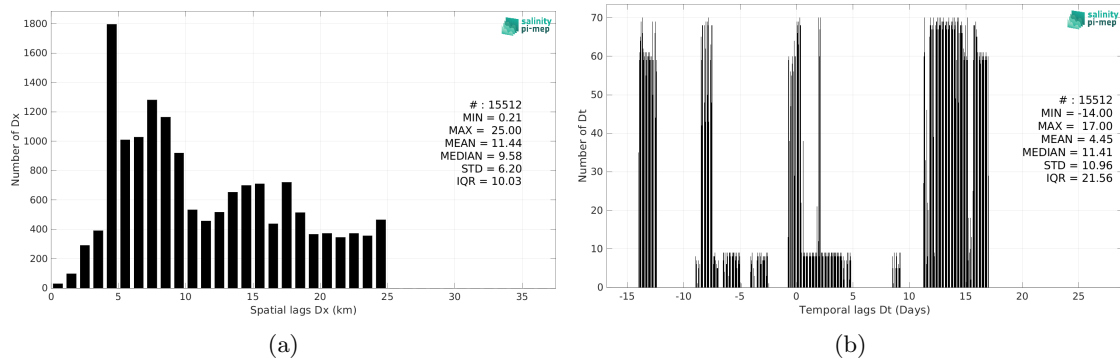 1800
1600
1400
1200
1000
800
600
400
200
0
Number of Dx
salinity
pi-mep
# : 15512
MIN = 0.21
MAX = 25.00
MEAN = 11.44
MEDIAN = 9.58
STD = 6.20
IQR = 10.03
0 5 10 15 20 25 30 35
Spatial lags Dx (km)
(a)
70
60
50
40
30
20
10
0
Number of Dt
salinity
pi-mep
# : 15512
MIN = -14.00
MAX = 17.00
MEAN = 4.45
MEDIAN = 11.41
STD = 10.96
IQR = 21.56
-15 -10 -5 0 5 10 15 20 25
Temporal lags Dt (Days)
(b)